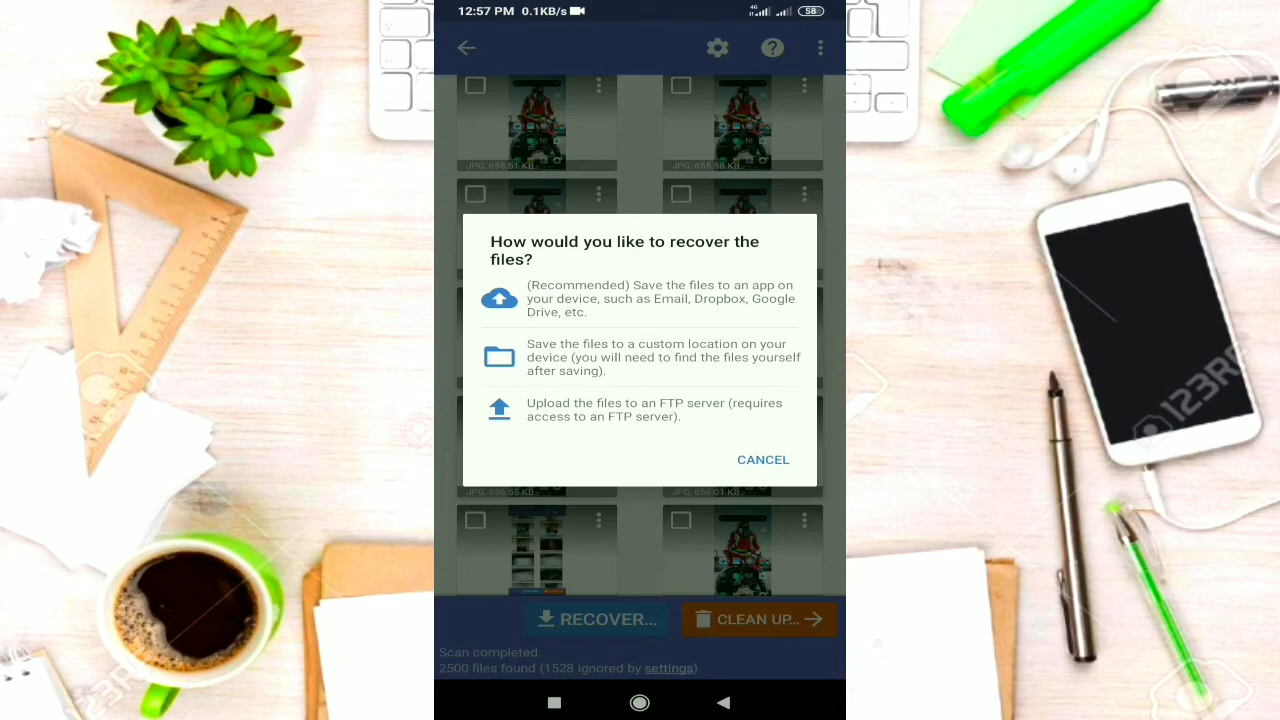 12:57 PM 0.1KB/s
4G
58
JPG, 655.51 KB
JPG, 655.58 KB
How would you like to recover the
files?
(Recommended) Save the files to an app on
your device, such as Email, Dropbox, Google
Drive, etc.
Save the files to a custom location on your
device (you will need to find the files yourself
after saving).
Upload the files to an FTP server (requires
access to an FTP server).
CANCEL
JPG, 656.55 KB
JPG, 656.01 KB
RECOVER...
CLEAN UP...
Scan completed.
2500 files found (1528 ignored by settings)
123RF